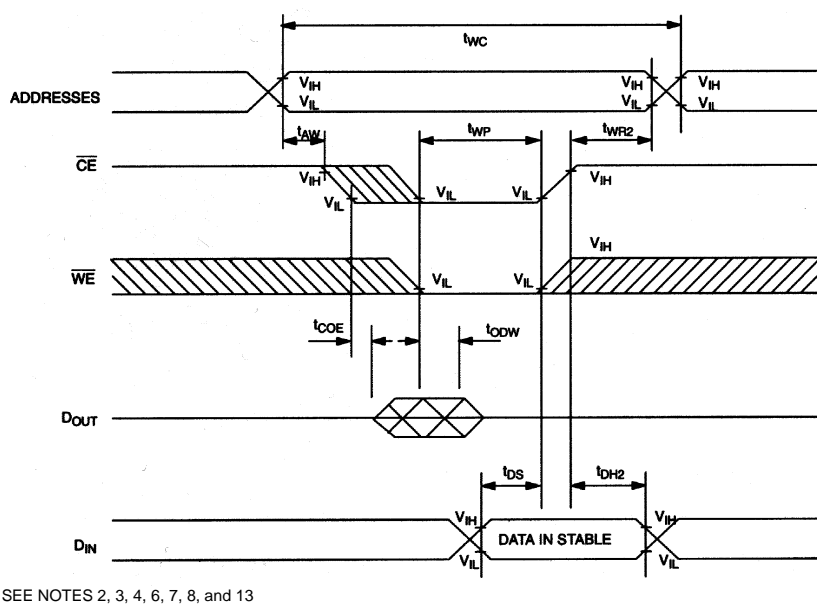 tWC
ADDRESSES
VIH
VIL
VIH
VIL
VIH
VIL
tAW
tWP
tWR2
CE
VIH
VIL
VIL
VIL
VIH
WE
VIL
VIL
VIH
tCOE
tODW
DOUT
tDS
tDH2
DIN
VIH
VIL
DATA IN STABLE
VIH
VIL
SEE NOTES 2, 3, 4, 6, 7, 8, and 13